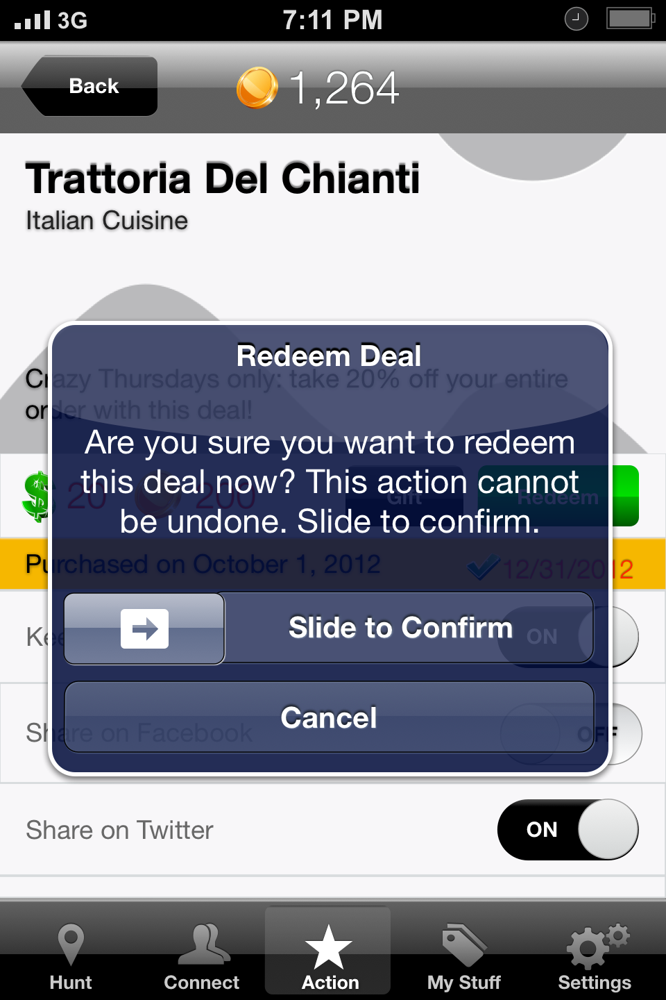 3G 7:11 PM
Back 1,264
Trattoria Del Chianti
Italian Cuisine
Crazy Thursdays only: take 20% off your entire
order with this deal!
Redeem Deal
Are you sure you want to redeem
this deal now? This action cannot
be undone. Slide to confirm.
$ 20 200 Gift Redeem
Purchased on October 1, 2012 12/31/2012
Slide to Confirm
ON
Cancel
Share on Facebook OFF
Share on Twitter ON
Hunt Connect Action My Stuff Settings